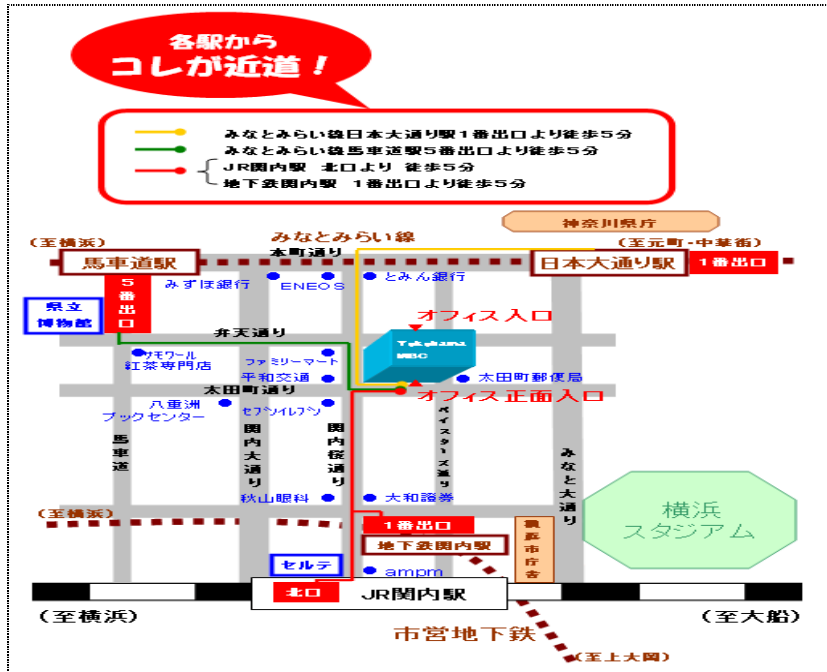 各駅から
コレが近道！
みなとみらい線日本大通り駅1番出口より徒歩5分
みなとみらい線馬車道駅5番出口より徒歩5分
JR関内駅 北口より 徒歩5分
地下鉄関内駅 1番出口より徒歩5分
神奈川県庁
(至横浜)
みなとみらい線
(至元町・中華街)
本町通り
馬車道駅
日本大通り駅
1番出口
5番出口
みずほ銀行
ENEOS
とみん銀行
県立
博物館
オフィス入口
弁天通り
Yokohama
MBC
サモワール
紅茶専門店
ファミリーマート
平和交通
太田町郵便局
太田町通り
オフィス正面入口
八重洲
ブックセンター
セブンイレブン
馬車道
関内大通り
関内桜通り
ベイスターズ通り
みなと大通り
秋山眼科
大和證券
横浜
スタジアム
(至横浜)
1番出口
地下鉄関内駅
横浜市庁舎
セルテ
ampm
北口
JR関内駅
(至横浜)
(至大船)
市営地下鉄
(至上大岡)